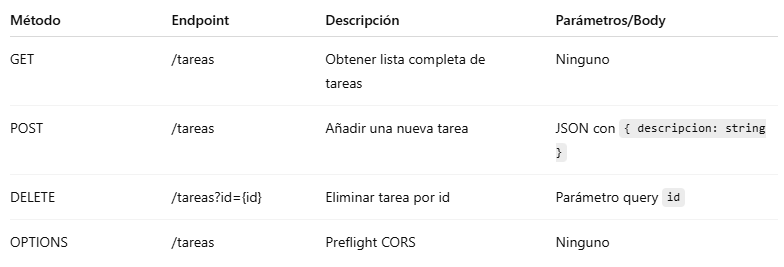 Método Endpoint Descripción Parámetros/Body
GET /tareas Obtener lista completa de Ninguno
tareas
POST /tareas Añadir una nueva tarea JSON con { descripcion: string
}
DELETE /tareas?id={id} Eliminar tarea por id Parámetro query id
OPTIONS /tareas Preflight CORS Ninguno